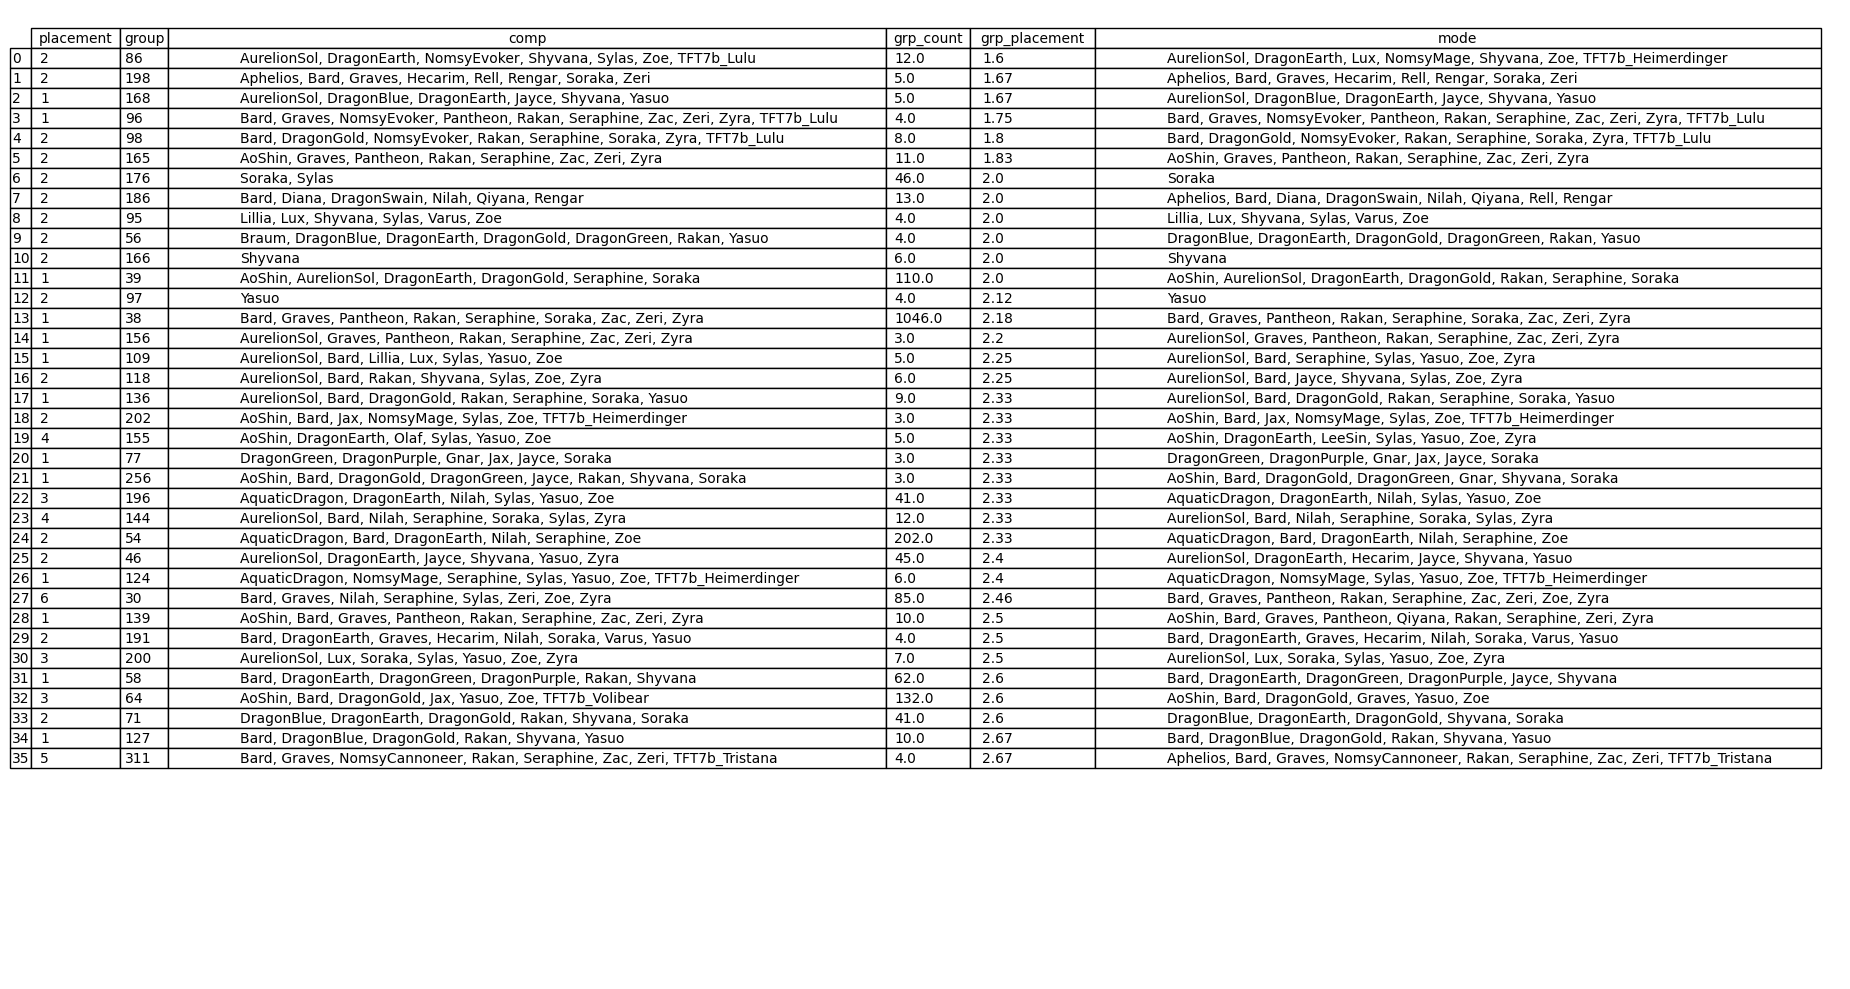 placement group comp grp_count grp_placement mode
0 2 86 AurelionSol, DragonEarth, NomsyEvoker, Shyvana, Sylas, Zoe, TFT7b_Lulu 12.0 1.6 AurelionSol, DragonEarth, Lux, NomsyMage, Shyvana, Zoe, TFT7b_Heimerdinger
1 2 198 Aphelios, Bard, Graves, Hecarim, Rell, Rengar, Soraka, Zeri 5.0 1.67 Aphelios, Bard, Graves, Hecarim, Rell, Rengar, Soraka, Zeri
2 1 168 AurelionSol, DragonBlue, DragonEarth, Jayce, Shyvana, Yasuo 5.0 1.67 AurelionSol, DragonBlue, DragonEarth, Jayce, Shyvana, Yasuo
3 1 96 Bard, Graves, NomsyEvoker, Pantheon, Rakan, Seraphine, Zac, Zeri, Zyra, TFT7b_Lulu 4.0 1.75 Bard, Graves, NomsyEvoker, Pantheon, Rakan, Seraphine, Zac, Zeri, Zyra, TFT7b_Lulu
4 2 98 Bard, DragonGold, NomsyEvoker, Rakan, Seraphine, Soraka, Zyra, TFT7b_Lulu 8.0 1.8 Bard, DragonGold, NomsyEvoker, Rakan, Seraphine, Soraka, Zyra, TFT7b_Lulu
5 2 165 AoShin, Graves, Pantheon, Rakan, Seraphine, Zac, Zeri, Zyra 11.0 1.83 AoShin, Graves, Pantheon, Rakan, Seraphine, Zac, Zeri, Zyra
6 2 176 Soraka, Sylas 46.0 2.0 Soraka
7 2 186 Bard, Diana, DragonSwain, Nilah, Qiyana, Rengar 13.0 2.0 Aphelios, Bard, Diana, DragonSwain, Nilah, Qiyana, Rell, Rengar
8 2 95 Lillia, Lux, Shyvana, Sylas, Varus, Zoe 4.0 2.0 Lillia, Lux, Shyvana, Sylas, Varus, Zoe
9 2 56 Braum, DragonBlue, DragonEarth, DragonGold, DragonGreen, Rakan, Yasuo 4.0 2.0 DragonBlue, DragonEarth, DragonGold, DragonGreen, Rakan, Yasuo
10 2 166 Shyvana 6.0 2.0 Shyvana
11 1 39 AoShin, AurelionSol, DragonEarth, DragonGold, Seraphine, Soraka 110.0 2.0 AoShin, AurelionSol, DragonEarth, DragonGold, Rakan, Seraphine, Soraka
12 2 97 Yasuo 4.0 2.12 Yasuo
13 1 38 Bard, Graves, Pantheon, Rakan, Seraphine, Soraka, Zac, Zeri, Zyra 1046.0 2.18 Bard, Graves, Pantheon, Rakan, Seraphine, Soraka, Zac, Zeri, Zyra
14 1 156 AurelionSol, Graves, Pantheon, Rakan, Seraphine, Zac, Zeri, Zyra 3.0 2.2 AurelionSol, Graves, Pantheon, Rakan, Seraphine, Zac, Zeri, Zyra
15 1 109 AurelionSol, Bard, Lillia, Lux, Sylas, Yasuo, Zoe 5.0 2.25 AurelionSol, Bard, Seraphine, Sylas, Yasuo, Zoe, Zyra
16 2 118 AurelionSol, Bard, Rakan, Shyvana, Sylas, Zoe, Zyra 6.0 2.25 AurelionSol, Bard, Jayce, Shyvana, Sylas, Zoe, Zyra
17 1 136 AurelionSol, Bard, DragonGold, Rakan, Seraphine, Soraka, Yasuo 9.0 2.33 AurelionSol, Bard, DragonGold, Rakan, Seraphine, Soraka, Yasuo
18 2 202 AoShin, Bard, Jax, NomsyMage, Sylas, Zoe, TFT7b_Heimerdinger 3.0 2.33 AoShin, Bard, Jax, NomsyMage, Sylas, Zoe, TFT7b_Heimerdinger
19 4 155 AoShin, DragonEarth, Olaf, Sylas, Yasuo, Zoe 5.0 2.33 AoShin, DragonEarth, LeeSin, Sylas, Yasuo, Zoe, Zyra
20 1 77 DragonGreen, DragonPurple, Gnar, Jax, Jayce, Soraka 3.0 2.33 DragonGreen, DragonPurple, Gnar, Jax, Jayce, Soraka
21 1 256 AoShin, Bard, DragonGold, DragonGreen, Jayce, Rakan, Shyvana, Soraka 3.0 2.33 AoShin, Bard, DragonGold, DragonGreen, Gnar, Shyvana, Soraka
22 3 196 AquaticDragon, DragonEarth, Nilah, Sylas, Yasuo, Zoe 41.0 2.33 AquaticDragon, DragonEarth, Nilah, Sylas, Yasuo, Zoe
23 4 144 AurelionSol, Bard, Nilah, Seraphine, Soraka, Sylas, Zyra 12.0 2.33 AurelionSol, Bard, Nilah, Seraphine, Soraka, Sylas, Zyra
24 2 54 AquaticDragon, Bard, DragonEarth, Nilah, Seraphine, Zoe 202.0 2.33 AquaticDragon, Bard, DragonEarth, Nilah, Seraphine, Zoe
25 2 46 AurelionSol, DragonEarth, Jayce, Shyvana, Yasuo, Zyra 45.0 2.4 AurelionSol, DragonEarth, Hecarim, Jayce, Shyvana, Yasuo
26 1 124 AquaticDragon, NomsyMage, Seraphine, Sylas, Yasuo, Zoe, TFT7b_Heimerdinger 6.0 2.4 AquaticDragon, NomsyMage, Sylas, Yasuo, Zoe, TFT7b_Heimerdinger
27 6 30 Bard, Graves, Nilah, Seraphine, Sylas, Zeri, Zoe, Zyra 85.0 2.46 Bard, Graves, Pantheon, Rakan, Seraphine, Zac, Zeri, Zoe, Zyra
28 1 139 AoShin, Bard, Graves, Pantheon, Rakan, Seraphine, Zac, Zeri, Zyra 10.0 2.5 AoShin, Bard, Graves, Pantheon, Qiyana, Rakan, Seraphine, Zeri, Zyra
29 2 191 Bard, DragonEarth, Graves, Hecarim, Nilah, Soraka, Varus, Yasuo 4.0 2.5 Bard, DragonEarth, Graves, Hecarim, Nilah, Soraka, Varus, Yasuo
30 3 200 AurelionSol, Lux, Soraka, Sylas, Yasuo, Zoe, Zyra 7.0 2.5 AurelionSol, Lux, Soraka, Sylas, Yasuo, Zoe, Zyra
31 1 58 Bard, DragonEarth, DragonGreen, DragonPurple, Rakan, Shyvana 62.0 2.6 Bard, DragonEarth, DragonGreen, DragonPurple, Jayce, Shyvana
32 3 64 AoShin, Bard, DragonGold, Jax, Yasuo, Zoe, TFT7b_Volibear 132.0 2.6 AoShin, Bard, DragonGold, Graves, Yasuo, Zoe
33 2 71 DragonBlue, DragonEarth, DragonGold, Rakan, Shyvana, Soraka 41.0 2.6 DragonBlue, DragonEarth, DragonGold, Shyvana, Soraka
34 1 127 Bard, DragonBlue, DragonGold, Rakan, Shyvana, Yasuo 10.0 2.67 Bard, DragonBlue, DragonGold, Rakan, Shyvana, Yasuo
35 5 311 Bard, Graves, NomsyCannoneer, Rakan, Seraphine, Zac, Zeri, TFT7b_Tristana 4.0 2.67 Aphelios, Bard, Graves, NomsyCannoneer, Rakan, Seraphine, Zac, Zeri, TFT7b_Tristana